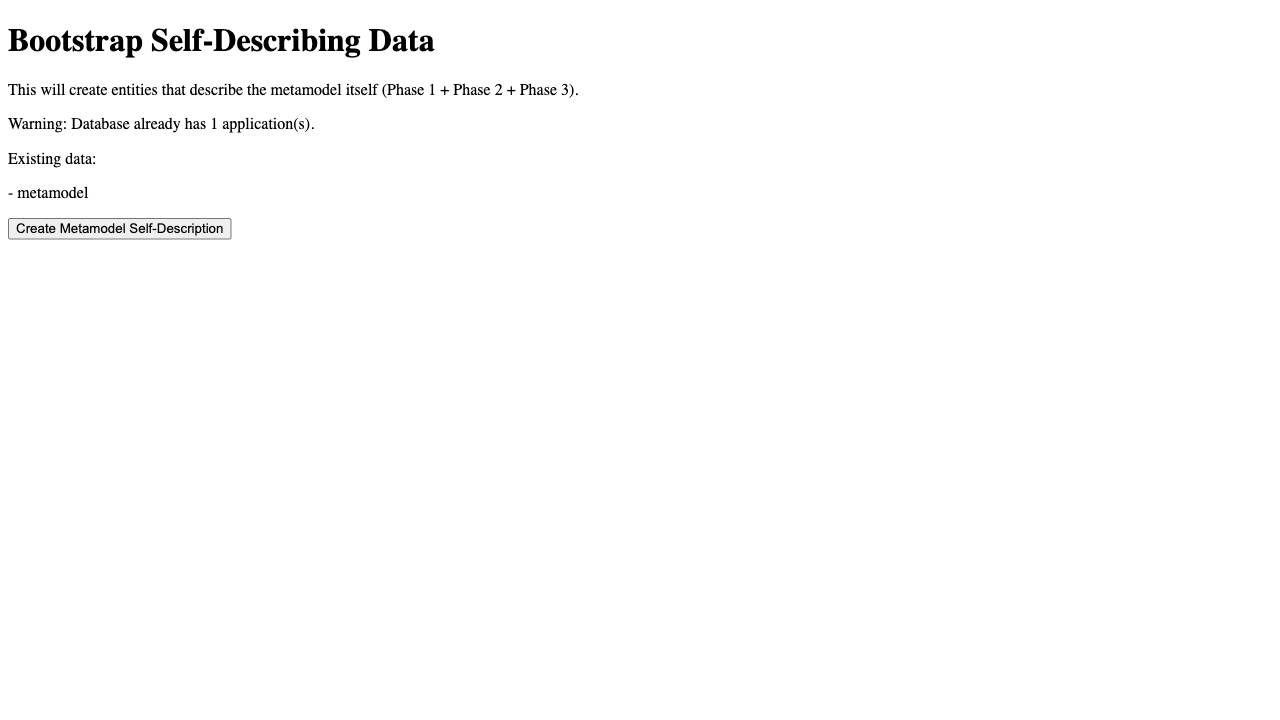 Bootstrap Self-Describing Data
This will create entities that describe the metamodel itself (Phase 1 + Phase 2 + Phase 3).
Warning: Database already has 1 application(s).
Existing data:
- metamodel
Create Metamodel Self-Description